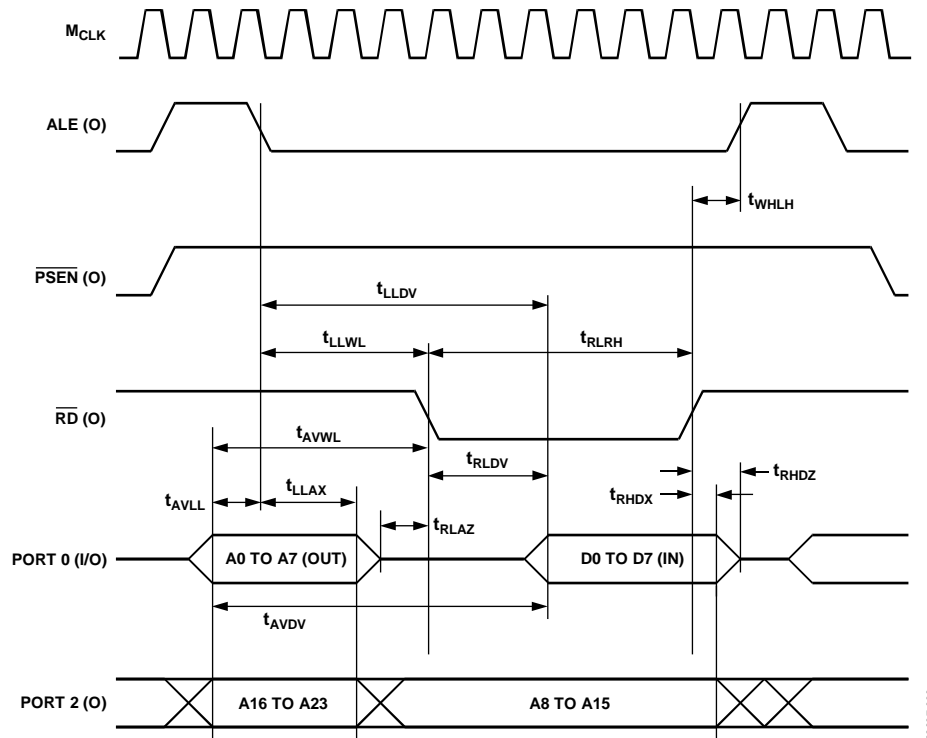 MCLK
ALE (O)
tWHLH
PSEN (O)
tLLDV
tLLWL
tRLRH
RD (O)
tAVWL
tRLDV
tRHDZ
tAVLL
tLLAX
tRHDX
tRLAZ
PORT 0 (I/O)
A0 TO A7 (OUT)
D0 TO D7 (IN)
tAVDV
PORT 2 (O)
A16 TO A23
A8 TO A15